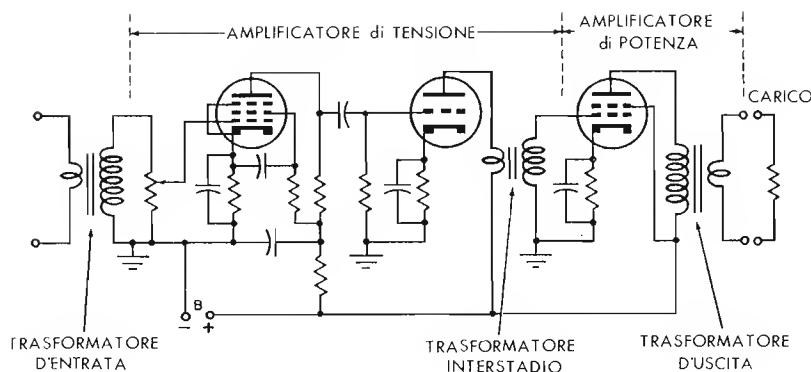 AMPLIFICATORE di TENSIONE
AMPLIFICATORE
di POTENZA
CARICO
B
- +
TRASFORMATORE
D'ENTRATA
TRASFORMATORE
INTERSTADIO
TRASFORMATORE
D'USCITA